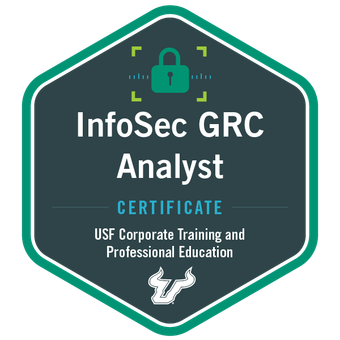 InfoSec GRC
Analyst
CERTIFICATE
USF Corporate Training and
Professional Education